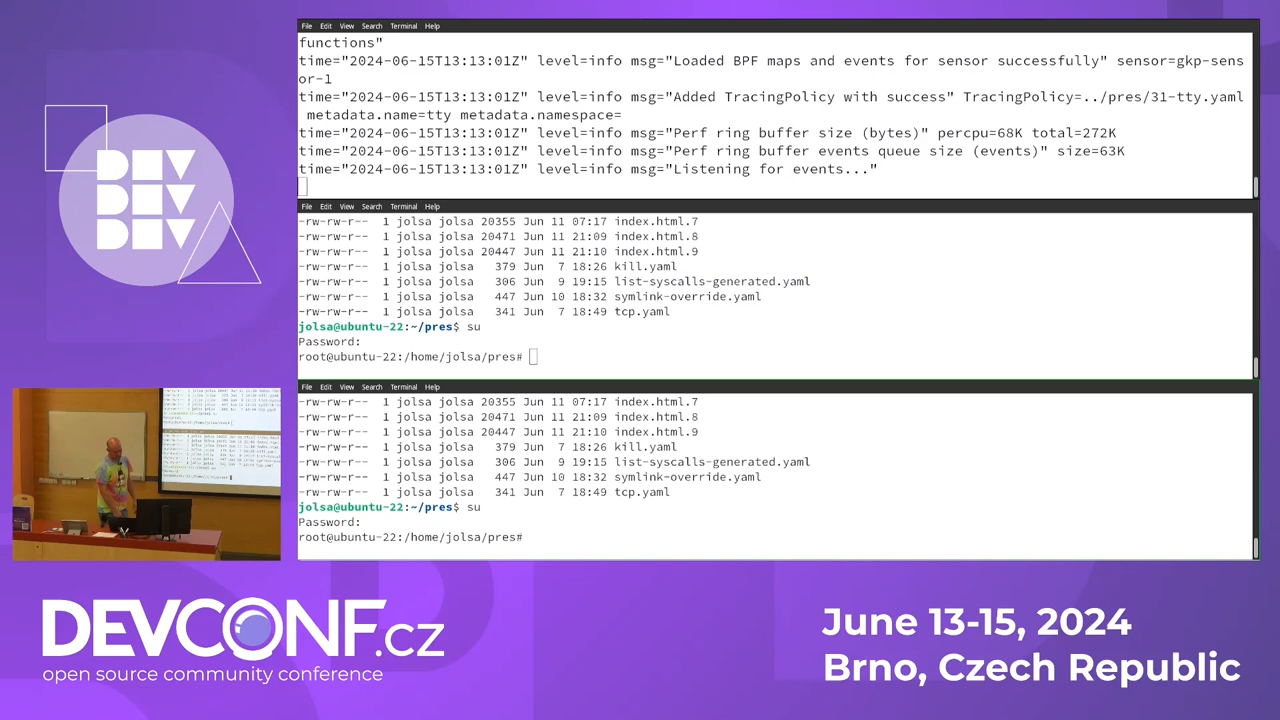 File Edit View Search Terminal Help
functions"
time="2024-06-15T13:13:01Z" level=info msg="Loaded BPF maps and events for sensor successfully" sensor=gkp-sens
or-1
time="2024-06-15T13:13:01Z" level=info msg="Added TracingPolicy with success" TracingPolicy=../pres/31-tty.yaml
metadata.name=tty metadata.namespace=
time="2024-06-15T13:13:01Z" level=info msg="Perf ring buffer size (bytes)" percpu=68K total=272K
time="2024-06-15T13:13:01Z" level=info msg="Perf ring buffer events queue size (events)" size=63K
time="2024-06-15T13:13:01Z" level=info msg="Listening for events..."
File Edit View Search Terminal Help
-rw-rw-r-- 1 jolsa jolsa 20355 Jun 11 07:17 index.html.7
-rw-rw-r-- 1 jolsa jolsa 20471 Jun 11 21:09 index.html.8
-rw-rw-r-- 1 jolsa jolsa 20447 Jun 11 21:10 index.html.9
-rw-rw-r-- 1 jolsa jolsa 379 Jun 7 18:26 kill.yaml
-rw-rw-r-- 1 jolsa jolsa 306 Jun 9 19:15 list-syscalls-generated.yaml
-rw-rw-r-- 1 jolsa jolsa 447 Jun 10 18:32 symlink-override.yaml
-rw-rw-r-- 1 jolsa jolsa 341 Jun 7 18:49 tcp.yaml
jolsa@ubuntu-22:~/pres$ su
Password:
root@ubuntu-22:/home/jolsa/pres#
File Edit View Search Terminal Help
-rw-rw-r-- 1 jolsa jolsa 20355 Jun 11 07:17 index.html.7
-rw-rw-r-- 1 jolsa jolsa 20471 Jun 11 21:09 index.html.8
-rw-rw-r-- 1 jolsa jolsa 20447 Jun 11 21:10 index.html.9
-rw-rw-r-- 1 jolsa jolsa 379 Jun 7 18:26 kill.yaml
-rw-rw-r-- 1 jolsa jolsa 306 Jun 9 19:15 list-syscalls-generated.yaml
-rw-rw-r-- 1 jolsa jolsa 447 Jun 10 18:32 symlink-override.yaml
-rw-rw-r-- 1 jolsa jolsa 341 Jun 7 18:49 tcp.yaml
jolsa@ubuntu-22:~/pres$ su
Password:
root@ubuntu-22:/home/jolsa/pres#
DEV
DEV
DEV
DEVCONF.cz
open source community conference
June 13-15, 2024
Brno, Czech Republic